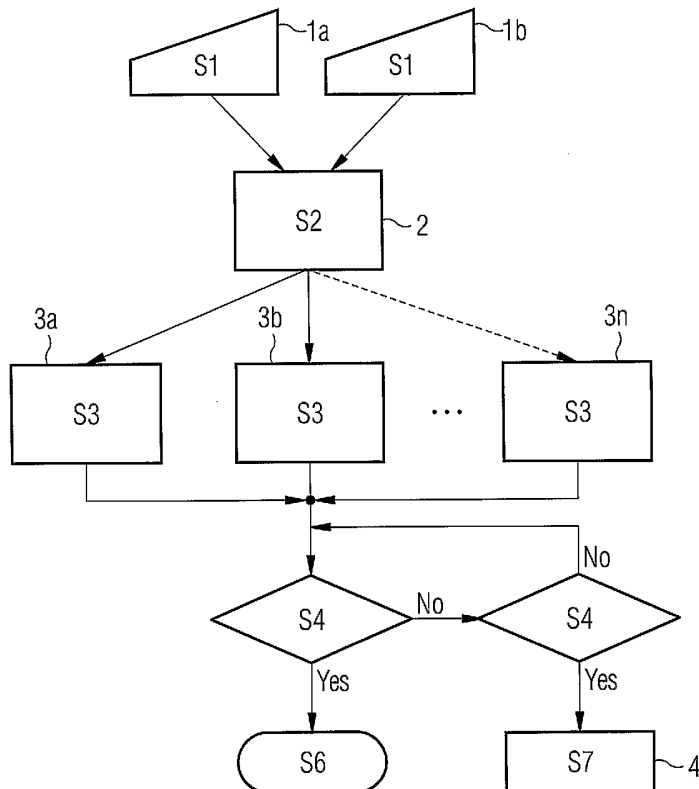 1a
1b
S1
S1
S2
2
3a
3b
3n
S3
S3
...
S3
No
S4
No
S4
Yes
Yes
S6
S7
4